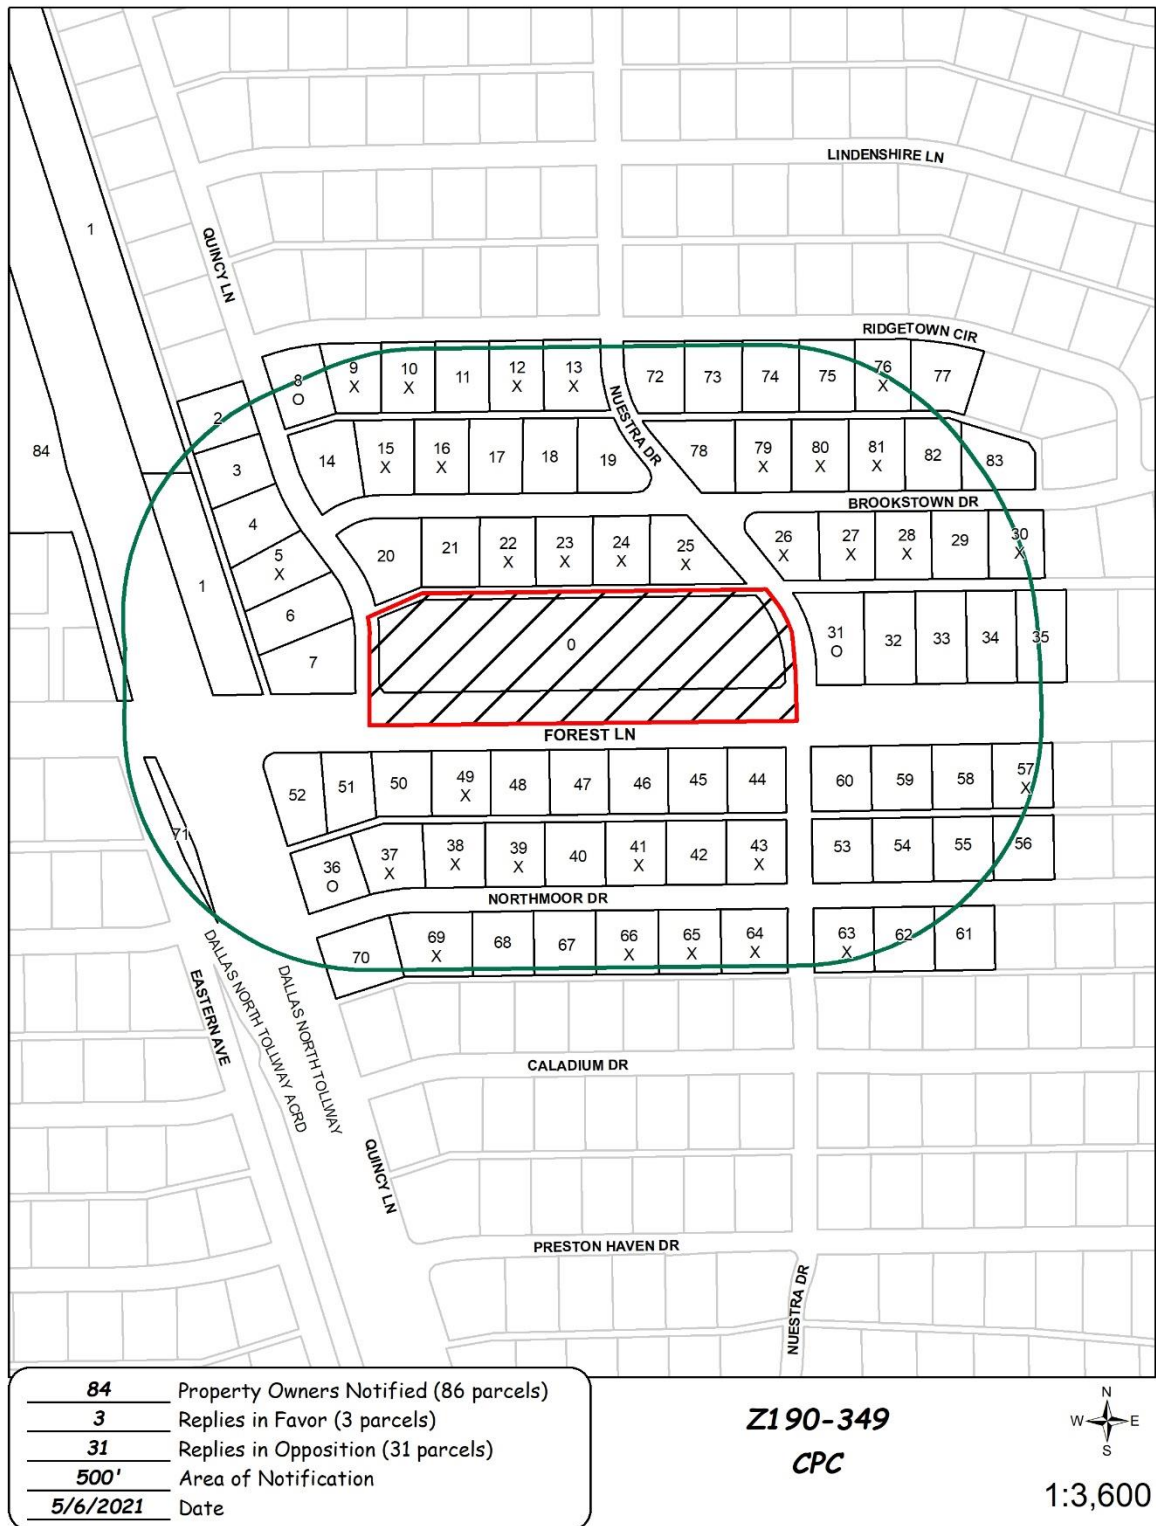 LINDENSHIRE LN
1
QUINCY LN
RIDGETOWN CIR
8 O
9 X
10 X
11
12 X
13 X
NUESTRA DR
72
73
74
75
76 X
77
2
84
3
14
15 X
16 X
17
18
19
78
79 X
80 X
81 X
82
83
BROOKSTOWN DR
4
5 X
20
21
22 X
23 X
24 X
25 X
26 X
27 X
28 X
29
30 X
1
6
7
0
31 O
32
33
34
35
FOREST LN
52
51
50
49 X
48
47
46
45
44
60
59
58
57 X
71
36 O
37 X
38 X
39 X
40
41 X
42
43 X
53
54
55
56
NORTHMOOR DR
70
69 X
68
67
66 X
65 X
64 X
63 X
62
61
EASTERN AVE
DALLAS NORTH TOLLWAY ACRD
DALLAS NORTH TOLLWAY
CALADIUM DR
QUINCY LN
PRESTON HAVEN DR
NUESTRA DR
84 Property Owners Notified (86 parcels)
3 Replies in Favor (3 parcels)
31 Replies in Opposition (31 parcels)
500' Area of Notification
5/6/2021 Date
Z190-349
CPC
N
W E
S
1:3,600